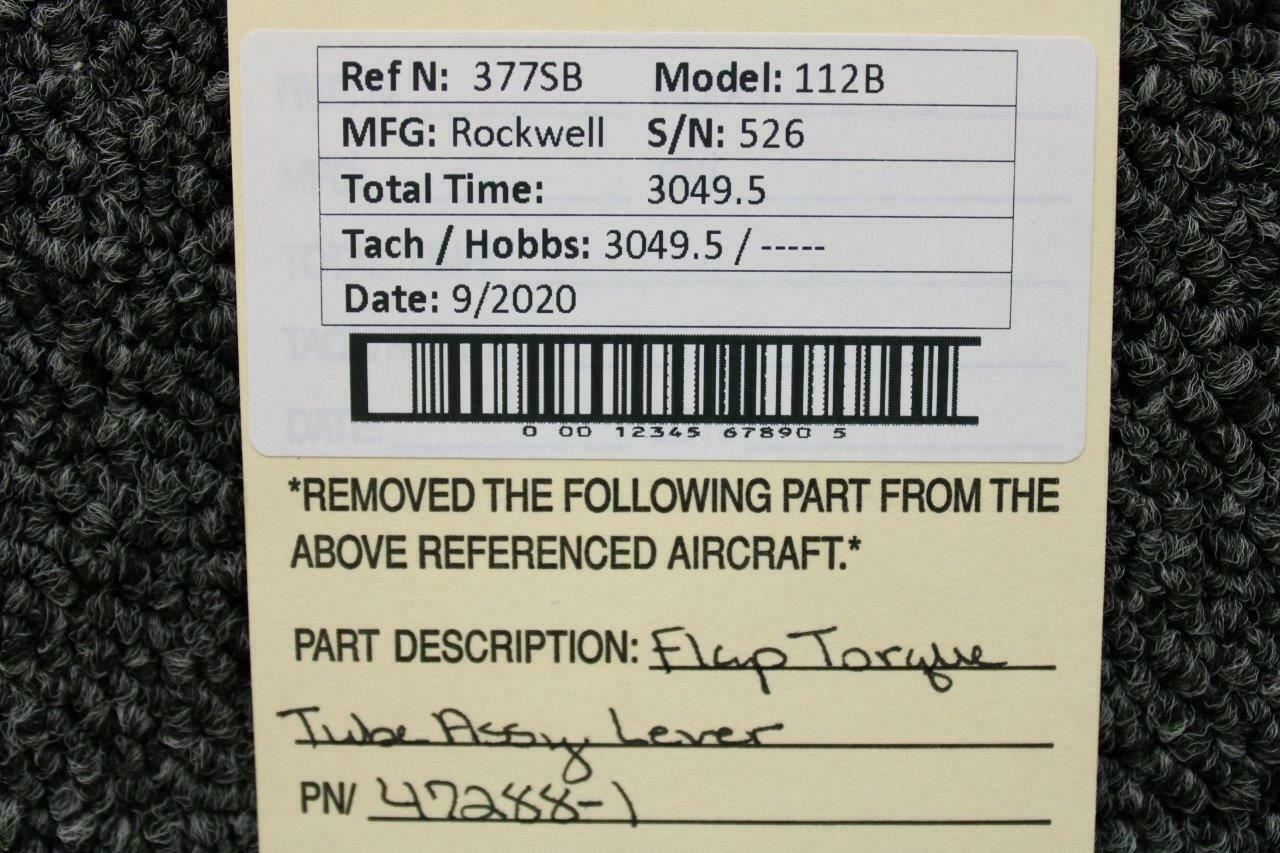 Ref N: 377SB Model: 112B
MFG: Rockwell S/N: 526
Total Time: 3049.5
Tach / Hobbs: 3049.5 / -----
Date: 9/2020
0 00 12345 67890 5
*REMOVED THE FOLLOWING PART FROM THE
ABOVE REFERENCED AIRCRAFT.*
PART DESCRIPTION: Flap Torque
Tube Assy Lever
PN/ 47288-1